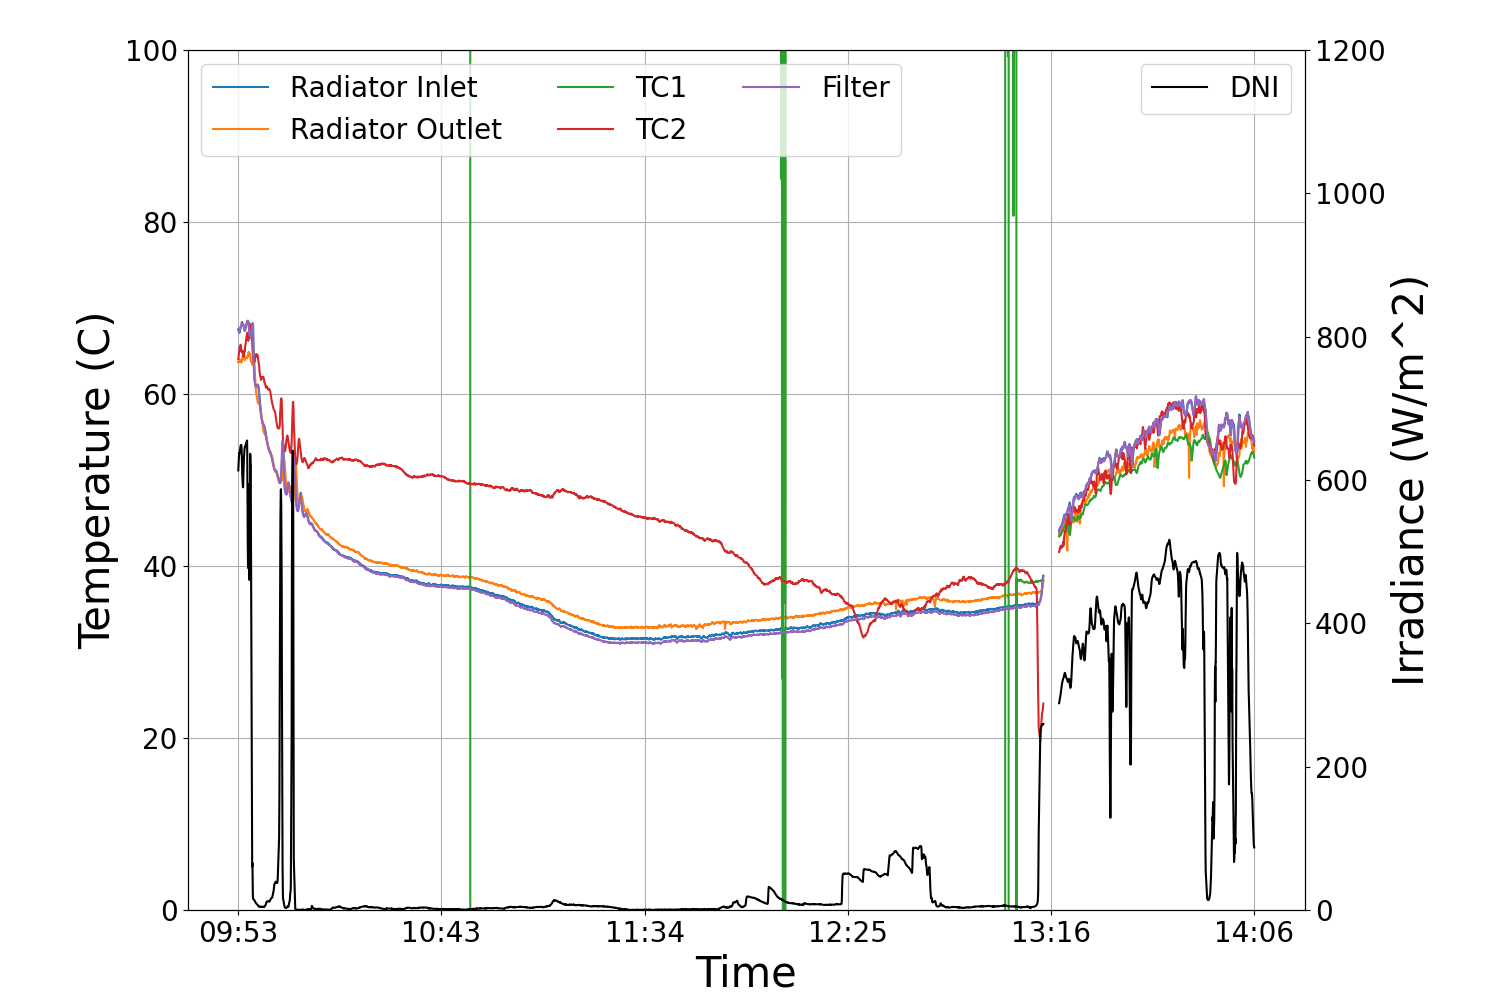 100
80
60
40
20
0
Temperature (C)
Radiator Inlet
Radiator Outlet
TC1
TC2
Filter
DNI
1200
1000
800
600
400
200
0
Irradiance (W/m^2)
09:53 10:43 11:34 12:25 13:16 14:06
Time